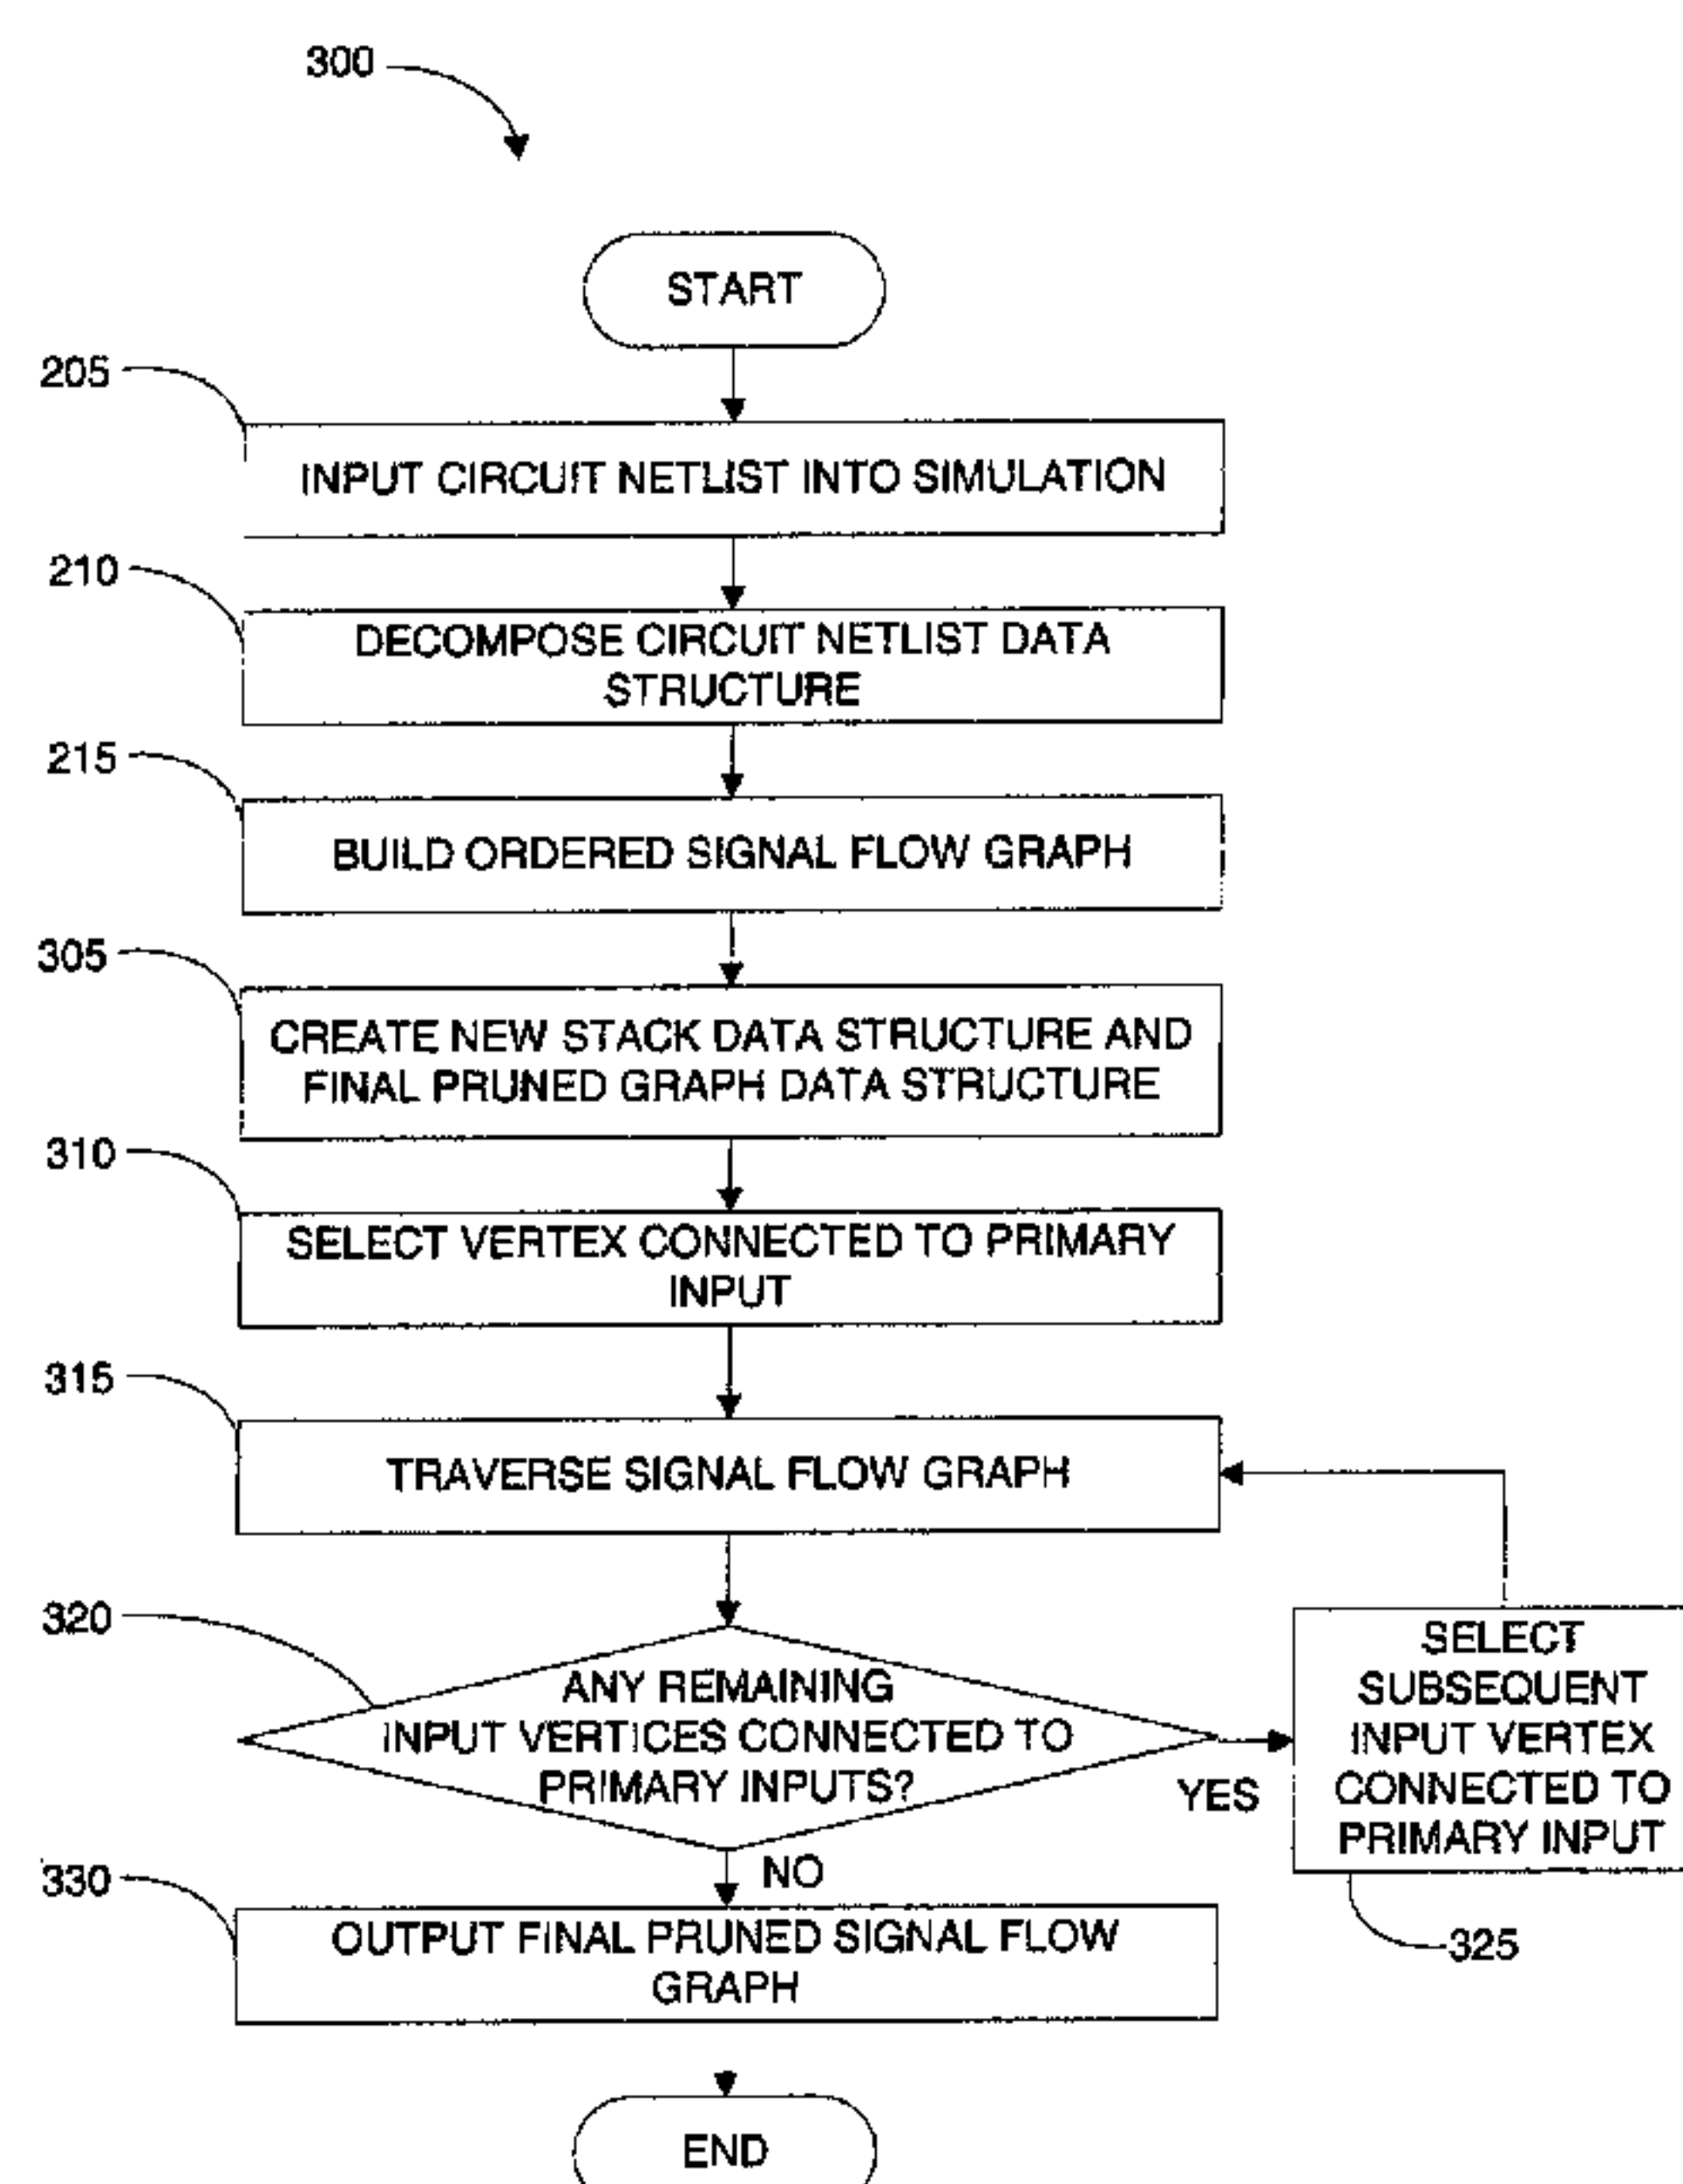 300
START
205
INPUT CIRCUIT NETLIST INTO SIMULATION
210
DECOMPOSE CIRCUIT NETLIST DATA
STRUCTURE
215
BUILD ORDERED SIGNAL FLOW GRAPH
305
CREATE NEW STACK DATA STRUCTURE AND
FINAL PRUNED GRAPH DATA STRUCTURE
310
SELECT VERTEX CONNECTED TO PRIMARY
INPUT
315
TRAVERSE SIGNAL FLOW GRAPH
320
ANY REMAINING
INPUT VERTICES CONNECTED TO
PRIMARY INPUTS?
YES
SELECT
SUBSEQUENT
INPUT VERTEX
CONNECTED TO
PRIMARY INPUT
325
NO
330
OUTPUT FINAL PRUNED SIGNAL FLOW
GRAPH
END